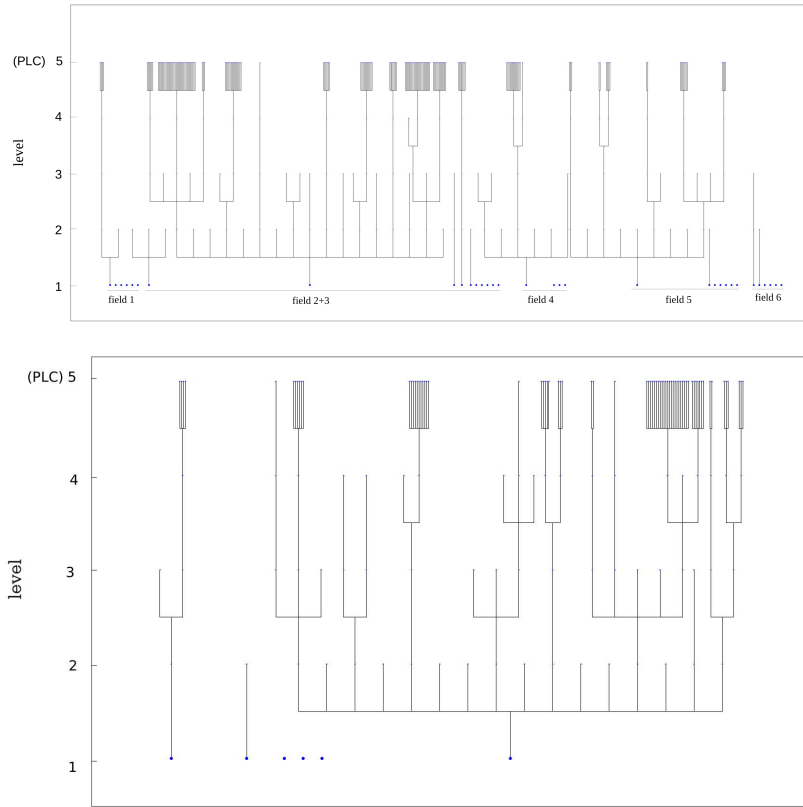 (PLC) 5
4
level
3
2
1
field 1
field 2+3
field 4
field 5
field 6
(PLC) 5
4
level
3
2
1